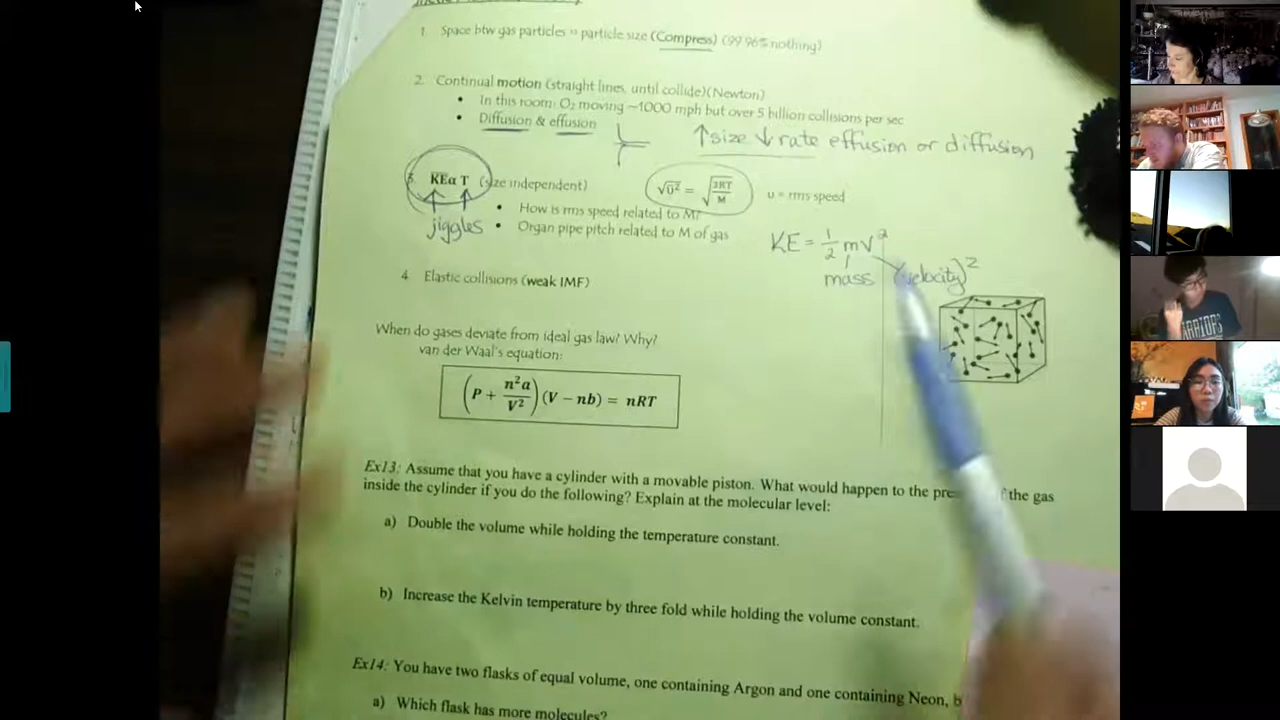 1. Space btw gas particles >> particle size (Compress) (99.96% nothing)
2. Continual motion (straight lines, until collide)(Newton)
• In this room: O₂ moving ~1000 mph but over 5 billion collisions per sec
• Diffusion & effusion
↑size ↓ rate effusion or diffusion
3. KE α T (size independent)
√u̅² = √3RT/M
u = rms speed
• How is rms speed related to M?
jiggles
• Organ pipe pitch related to M of gas
KE = 1/2 mv²
mass (velocity)²
4. Elastic collisions (weak IMF)
When do gases deviate from ideal gas law? Why?
van der Waal's equation:
(P + n²a/V²) (V − nb) = nRT
Ex13: Assume that you have a cylinder with a movable piston. What would happen to the of the gas
inside the cylinder if you do the following? Explain at the molecular level:
a) Double the volume while holding the temperature constant.
b) Increase the Kelvin temperature by three fold while holding the volume constant.
Ex14: You have two flasks of equal volume, one containing Argon and one containing Neon, b
a) Which flask has more molecules?
WARRIORS